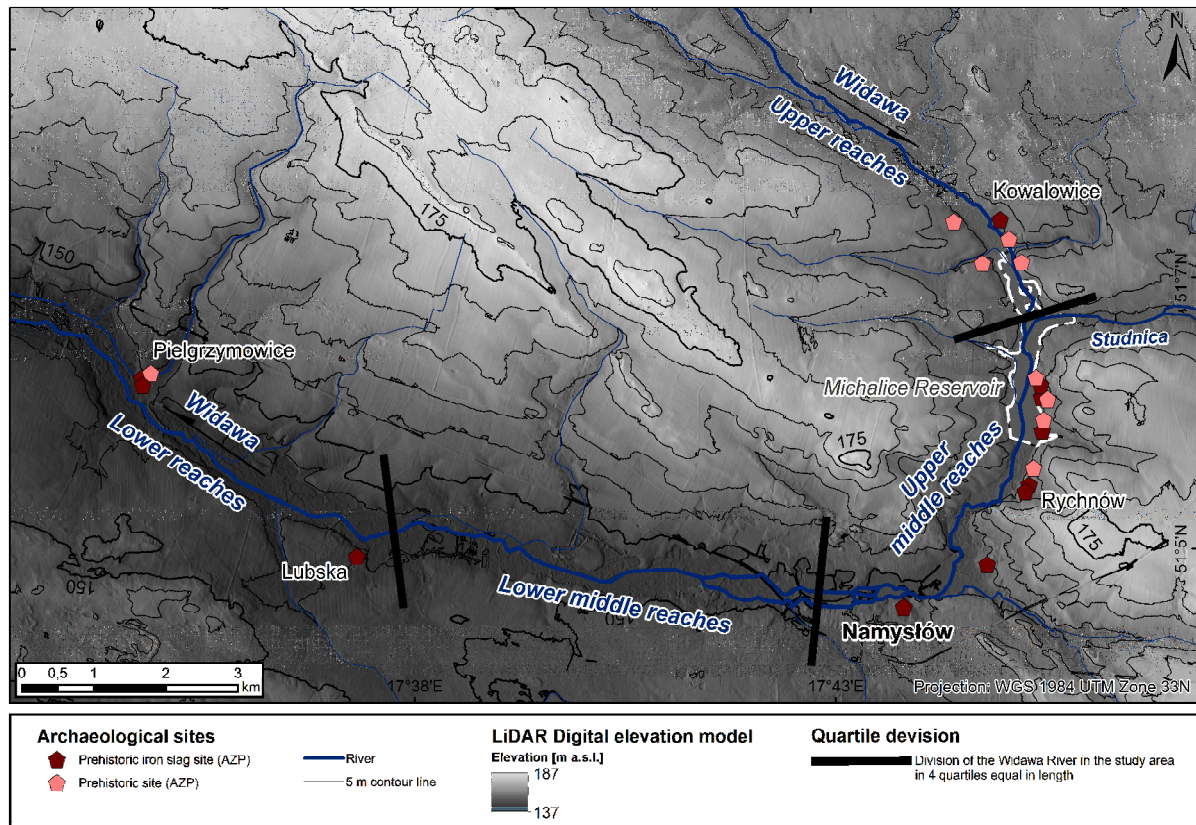 N
Widawa
Upper reaches
Kowalowice
175
150
51°7'N
Studnica
Pielgrzymowice
Michalice Reservoir
Widawa
Lower reaches
175
Upper
middle reaches
Rychnów
175
51°5'N
Lubska
150
Lower middle reaches
150
Namysłów
0 0,5 1 2 3
km
17°38'E
17°43'E
Projection: WGS 1984 UTM Zone 33N
Archaeological sites
Prehistoric iron slag site (AZP)
Prehistoric site (AZP)
River
5 m contour line
LiDAR Digital elevation model
Elevation [m a.s.l.]
187
137
Quartile devision
Division of the Widawa River in the study area
in 4 quartiles equal in length